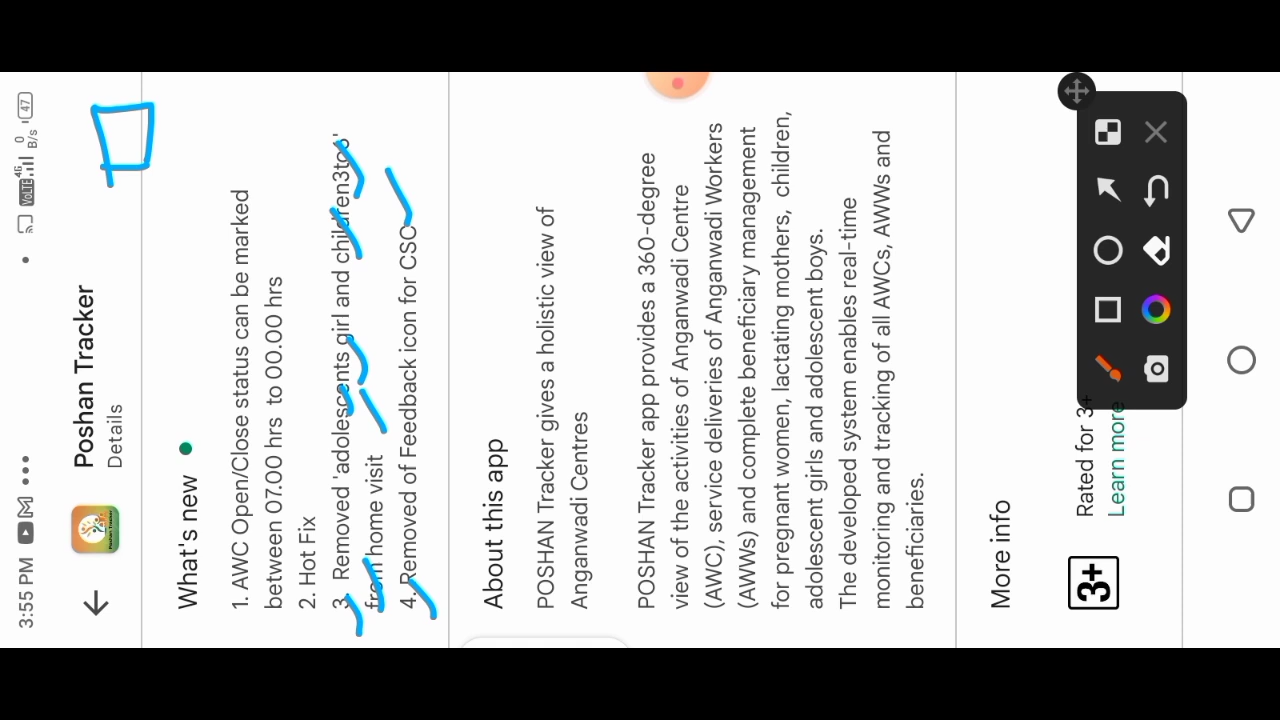 3:55 PM
VoLTE 4G
0
B/s
47
Poshan Tracker
Details
What's new
1. AWC Open/Close status can be marked
between 07.00 hrs to 00.00 hrs
2. Hot Fix
3. Removed 'adolescents girl and children3to6'
from home visit
4. Removed of Feedback icon for CSC
About this app
POSHAN Tracker gives a holistic view of
Anganwadi Centres
POSHAN Tracker app provides a 360-degree
view of the activities of Anganwadi Centre
(AWC), service deliveries of Anganwadi Workers
(AWWs) and complete beneficiary management
for pregnant women, lactating mothers, children,
adolescent girls and adolescent boys.
The developed system enables real-time
monitoring and tracking of all AWCs, AWWs and
beneficiaries.
More info
3+
Rated for 3+
Learn more